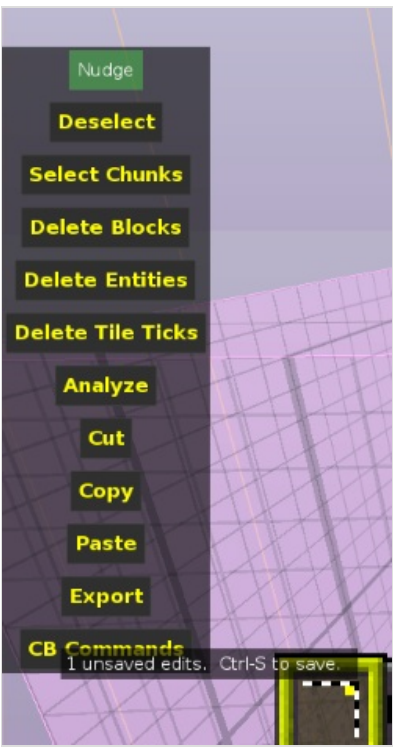 Nudge
Deselect
Select Chunks
Delete Blocks
Delete Entities
Delete Tile Ticks
Analyze
Cut
Copy
Paste
Export
CB Commands
1 unsaved edits.  Ctrl-S to save.